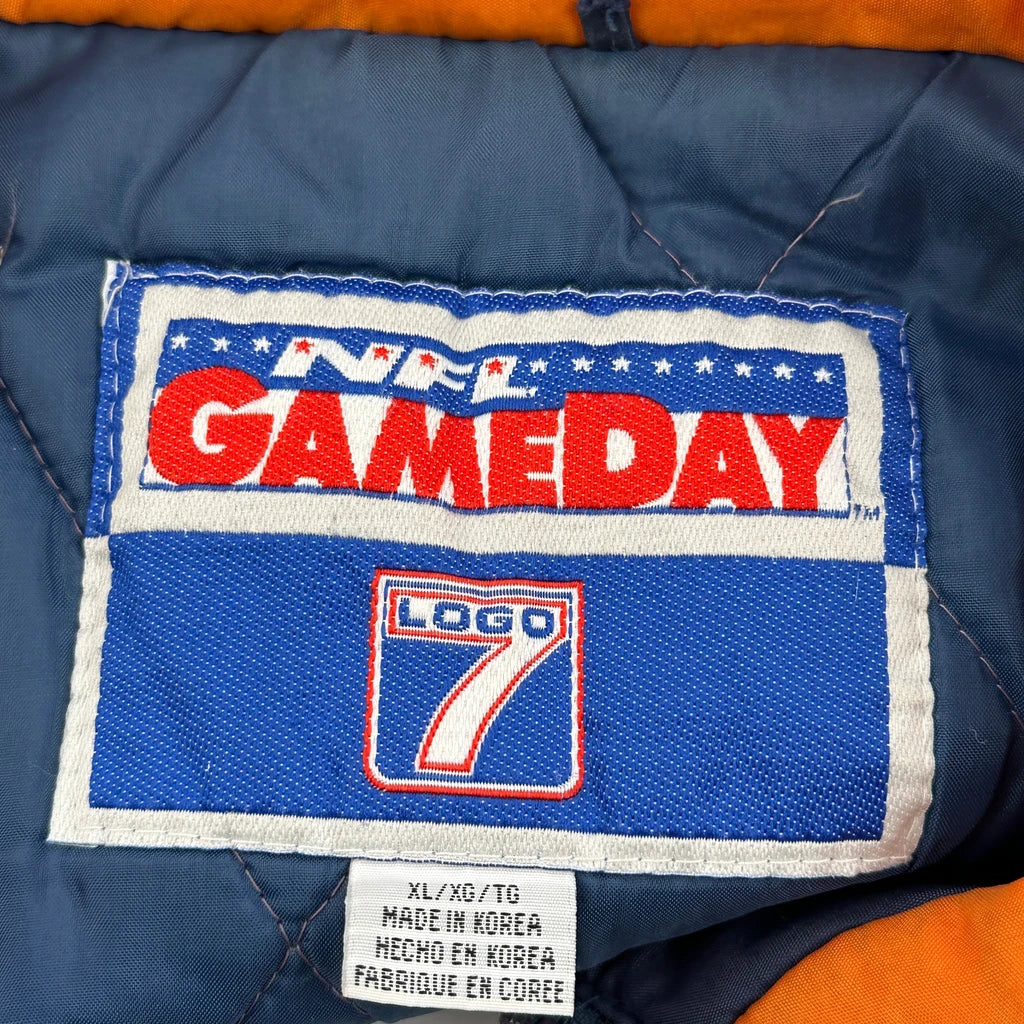 NFL
GAMEDAY
TM
LOGO
7
XL/XG/TG
MADE IN KOREA
HECHO EN KOREA
FABRIQUE EN COREE